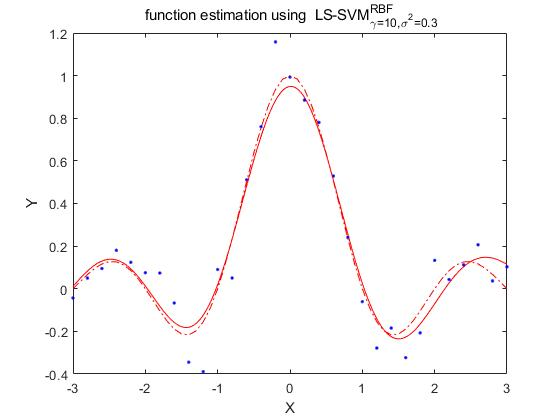 function estimation using LS-SVM^RBF_γ=10,σ²=0.3
1.2
1
0.8
0.6
0.4
0.2
0
-0.2
-0.4
Y
-3 -2 -1 0 1 2 3
X